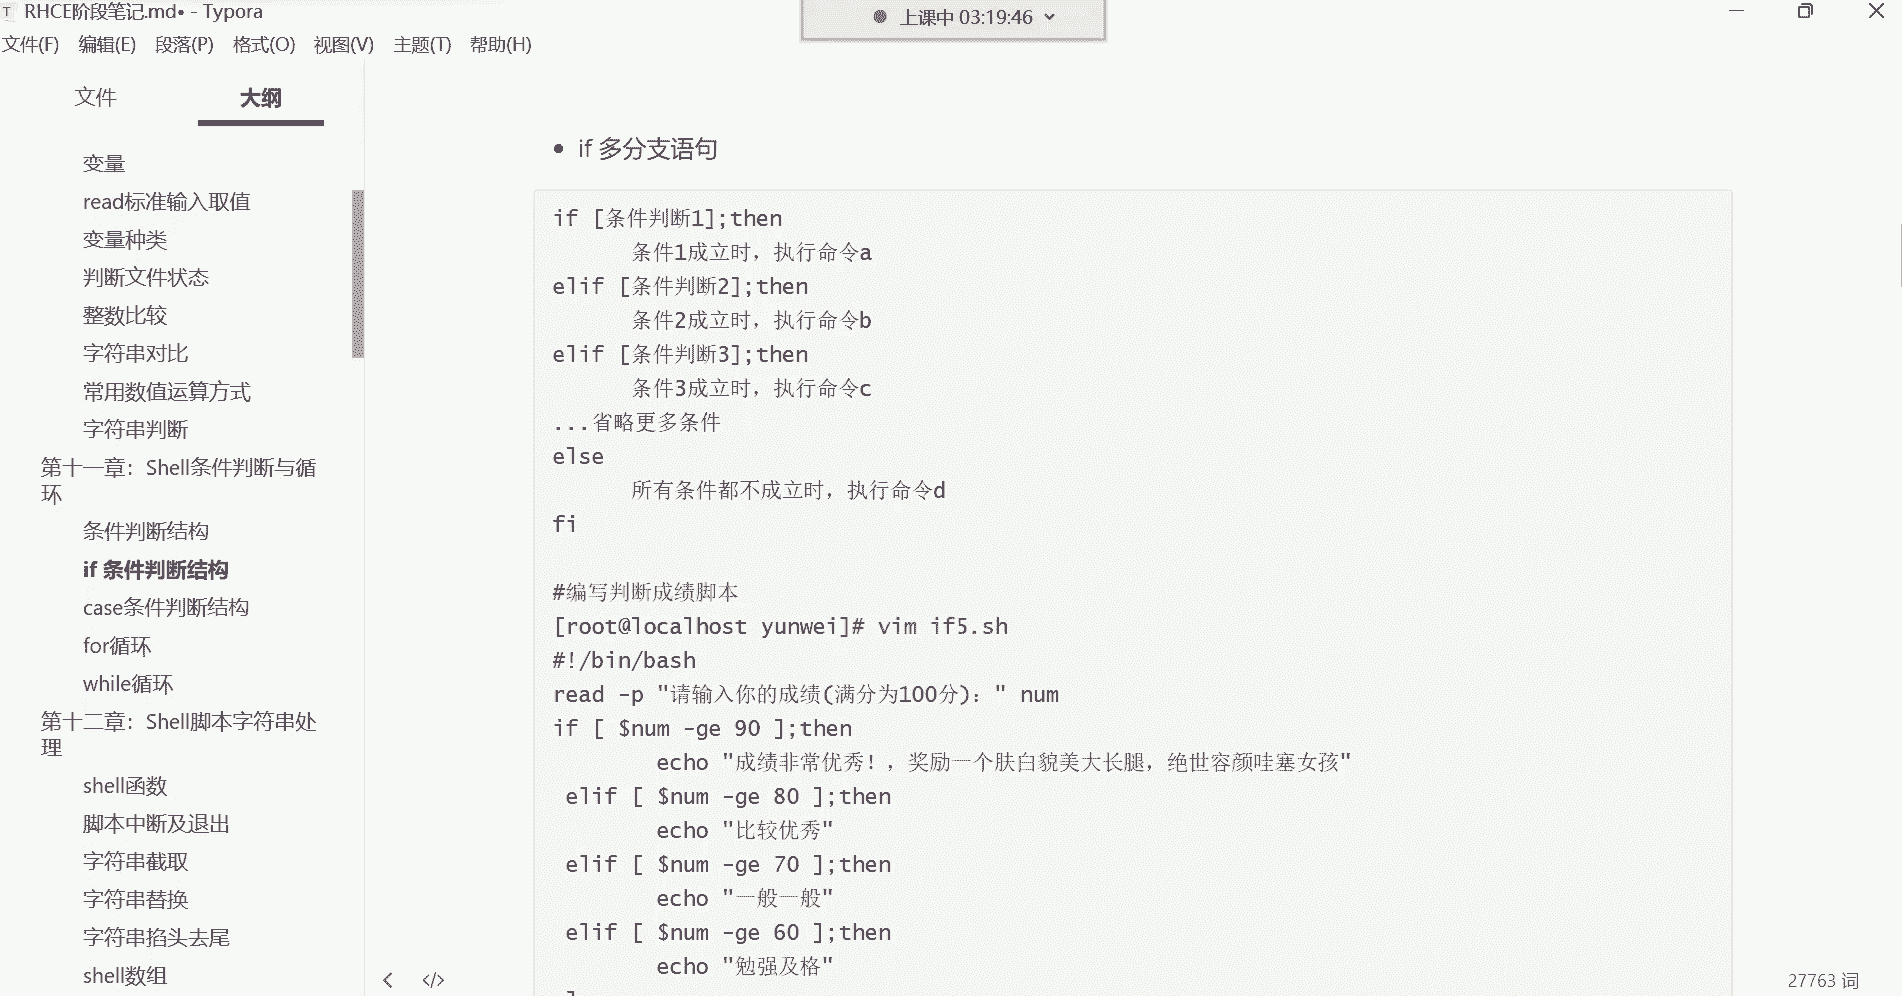 RHCE阶段笔记.md• - Typora
上课中 03:19:46
文件(F) 编辑(E) 段落(P) 格式(O) 视图(V) 主题(T) 帮助(H)
文件 大纲
变量
read标准输入取值
变量种类
判断文件状态
整数比较
字符串对比
常用数值运算方式
字符串判断
第十一章：Shell条件判断与循
环
条件判断结构
if 条件判断结构
case条件判断结构
for循环
while循环
第十二章：Shell脚本字符串处
理
shell函数
脚本中断及退出
字符串截取
字符串替换
字符串掐头去尾
shell数组
• if 多分支语句
if [条件判断1];then
条件1成立时，执行命令a
elif [条件判断2];then
条件2成立时，执行命令b
elif [条件判断3];then
条件3成立时，执行命令c
...省略更多条件
else
所有条件都不成立时，执行命令d
fi
#编写判断成绩脚本
[root@localhost yunwei]# vim if5.sh
#!/bin/bash
read -p "请输入你的成绩(满分为100分)：" num
if [ $num -ge 90 ];then
echo "成绩非常优秀！，奖励一个肤白貌美大长腿，绝世容颜哇塞女孩"
elif [ $num -ge 80 ];then
echo "比较优秀"
elif [ $num -ge 70 ];then
echo "一般一般"
elif [ $num -ge 60 ];then
echo "勉强及格"
27763 词